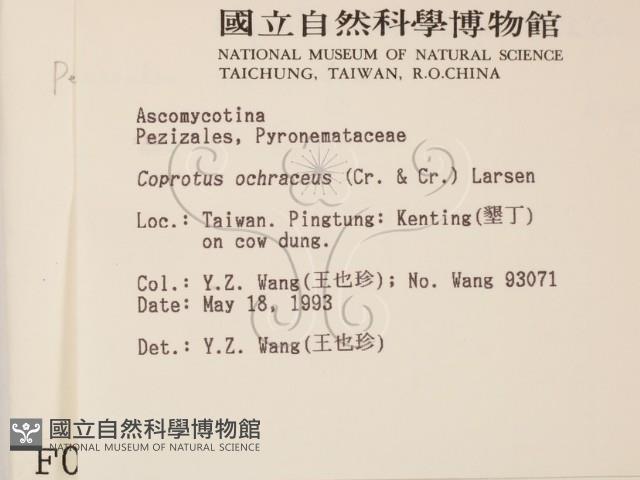 國立自然科學博物館
NATIONAL MUSEUM OF NATURAL SCIENCE
TAICHUNG, TAIWAN, R.O.CHINA
Ascomycotina
Pezizales, Pyronemataceae
Coprotus ochraceus (Cr. & Cr.) Larsen
Loc.: Taiwan. Pingtung: Kenting(墾丁)
on cow dung.
Col.: Y.Z. Wang(王也珍); No. Wang 93071
Date: May 18, 1993
Det.: Y.Z. Wang(王也珍)
國立自然科學博物館
NATIONAL MUSEUM OF NATURAL SCIENCE